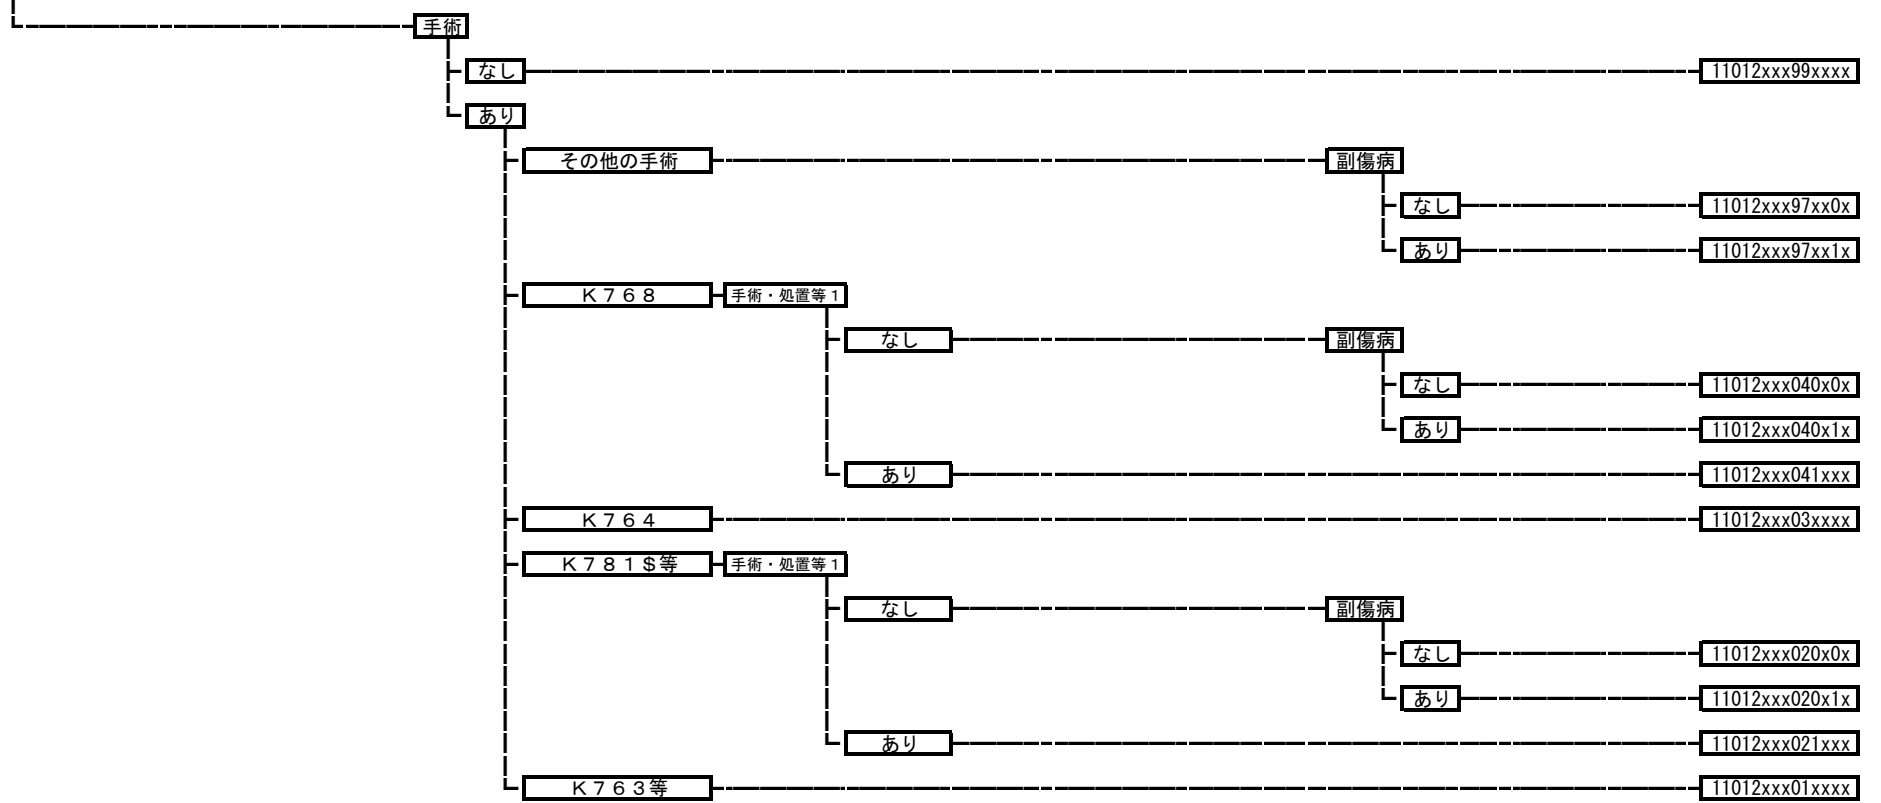 手術
なし 11012xxx99xxxx
あり
その他の手術 副傷病
なし 11012xxx97xx0x
あり 11012xxx97xx1x
K768 手術・処置等1
なし 副傷病
なし 11012xxx040x0x
あり 11012xxx040x1x
あり 11012xxx041xxx
K764 11012xxx03xxxx
K781$等 手術・処置等1
なし 副傷病
なし 11012xxx020x0x
あり 11012xxx020x1x
あり 11012xxx021xxx
K763等 11012xxx01xxxx